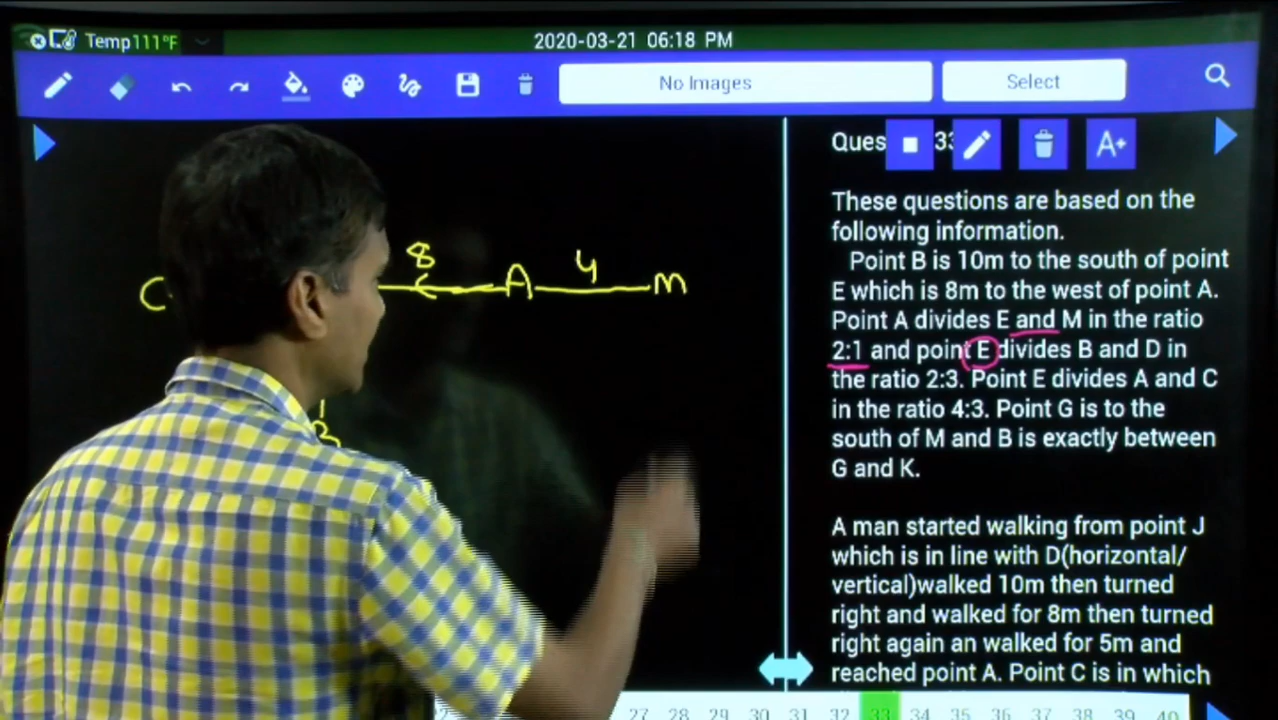 Temp 111°F
2020-03-21 06:18 PM
No Images
Select
Ques
33
A+
These questions are based on the
following information.
Point B is 10m to the south of point
E which is 8m to the west of point A.
Point A divides E and M in the ratio
2:1 and point E divides B and D in
the ratio 2:3. Point E divides A and C
in the ratio 4:3. Point G is to the
south of M and B is exactly between
G and K.
A man started walking from point J
which is in line with D(horizontal/
vertical)walked 10m then turned
right and walked for 8m then turned
right again an walked for 5m and
reached point A. Point C is in which
C 8 A 4 M
27 28 29 30 31 32 33 34 35 36 37 38 39 40